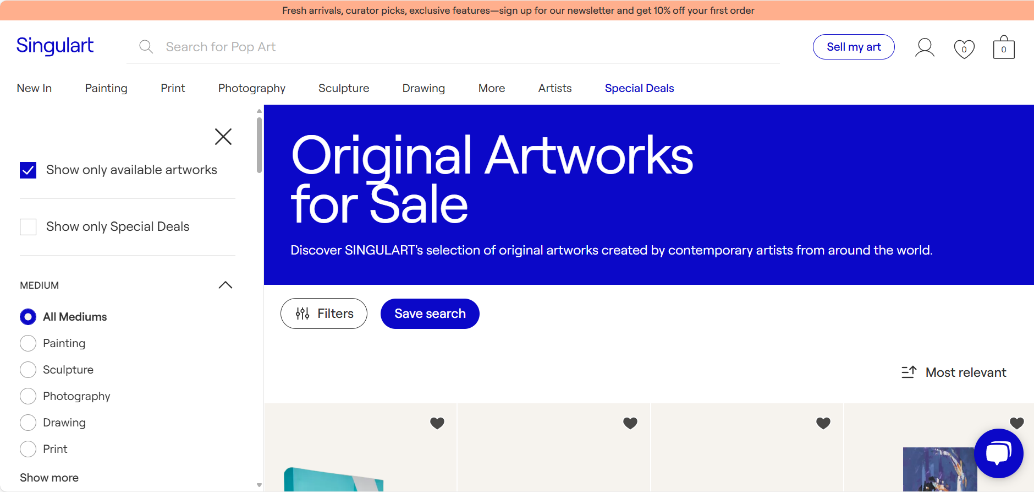 Fresh arrivals, curator picks, exclusive features—sign up for our newsletter and get 10% off your first order
Singulart
Search for Pop Art
Sell my art
0
0
New In
Painting
Print
Photography
Sculpture
Drawing
More
Artists
Special Deals
Show only available artworks
Show only Special Deals
MEDIUM
All Mediums
Painting
Sculpture
Photography
Drawing
Print
Show more
Original Artworks
for Sale
Discover SINGULART's selection of original artworks created by contemporary artists from around the world.
Filters
Save search
Most relevant